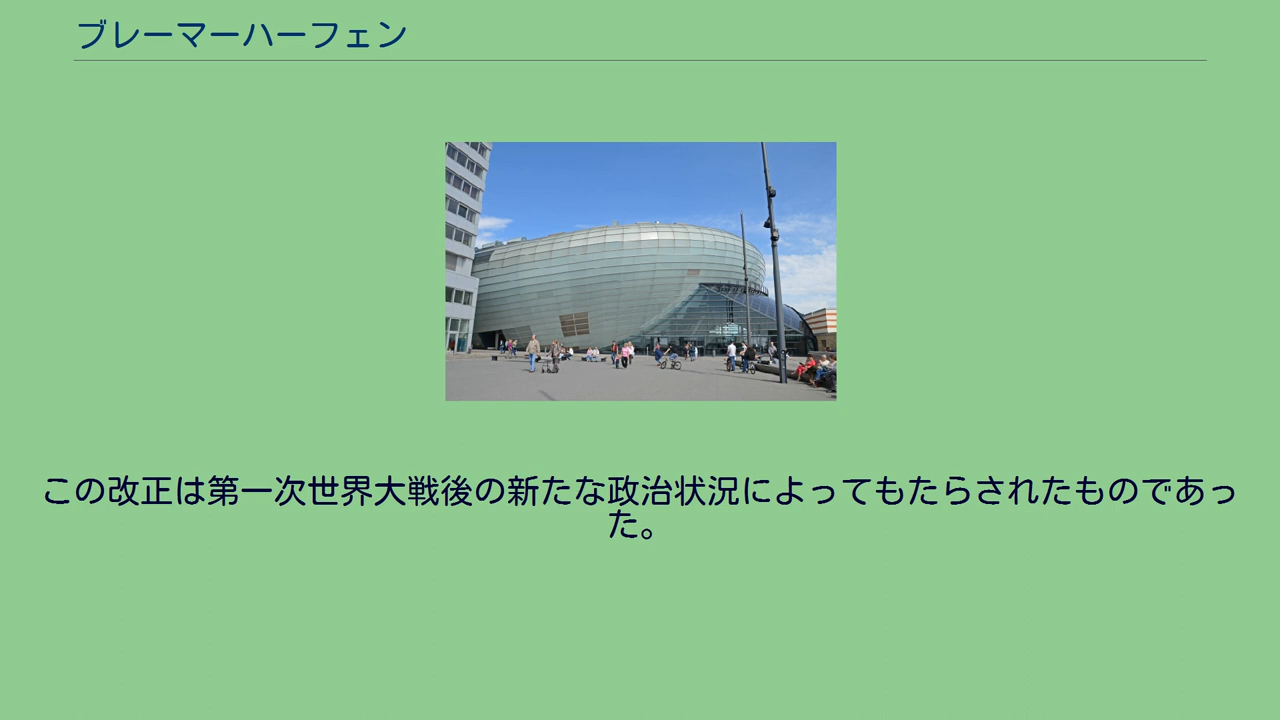 ブレーマーハーフェン
この改正は第一次世界大戦後の新たな政治状況によってもたらされたものであっ
た。